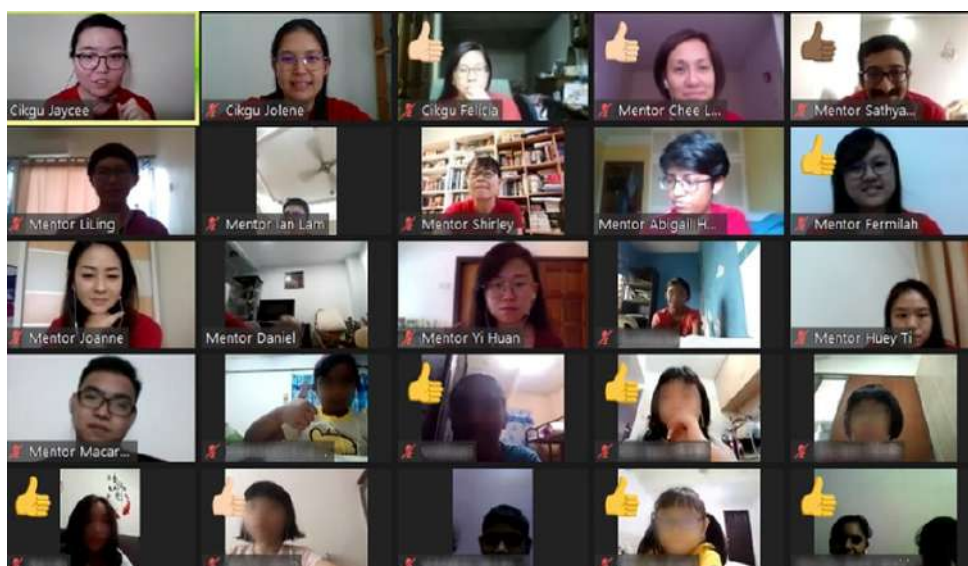 Cikgu Jaycee
Cikgu Jolene
Cikgu Felicia
Mentor Chee L...
Mentor Sathya...
Mentor LiLing
Mentor Ian Lam
Mentor Shirley
Mentor Abigail H...
Mentor Fermilah
Mentor Joanne
Mentor Daniel
Mentor Yi Huan
Mentor Huey Ti
Mentor Macar...